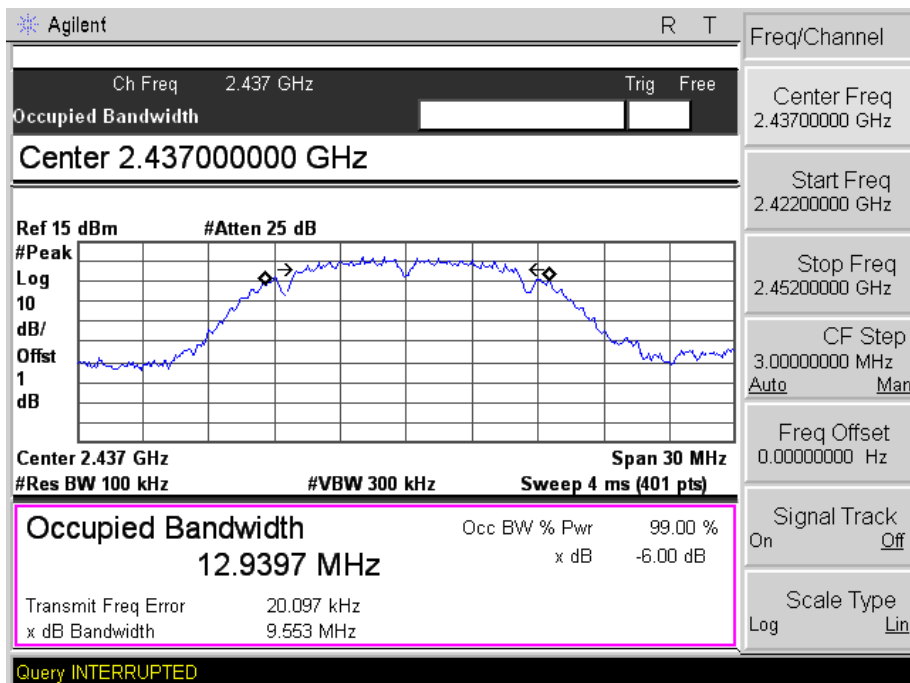 Agilent R T
Ch Freq 2.437 GHz Trig Free
Occupied Bandwidth
Center 2.437000000 GHz
Ref 15 dBm #Atten 25 dB
#Peak
Log
10
dB/
Offst
1
dB
Center 2.437 GHz Span 30 MHz
#Res BW 100 kHz #VBW 300 kHz Sweep 4 ms (401 pts)
Occupied Bandwidth
12.9397 MHz
Occ BW % Pwr 99.00 %
x dB -6.00 dB
Transmit Freq Error 20.097 kHz
x dB Bandwidth 9.553 MHz
Query INTERRUPTED
Freq/Channel
Center Freq
2.43700000 GHz
Start Freq
2.42200000 GHz
Stop Freq
2.45200000 GHz
CF Step
3.00000000 MHz
Auto Man
Freq Offset
0.00000000 Hz
Signal Track
On Off
Scale Type
Log Lin